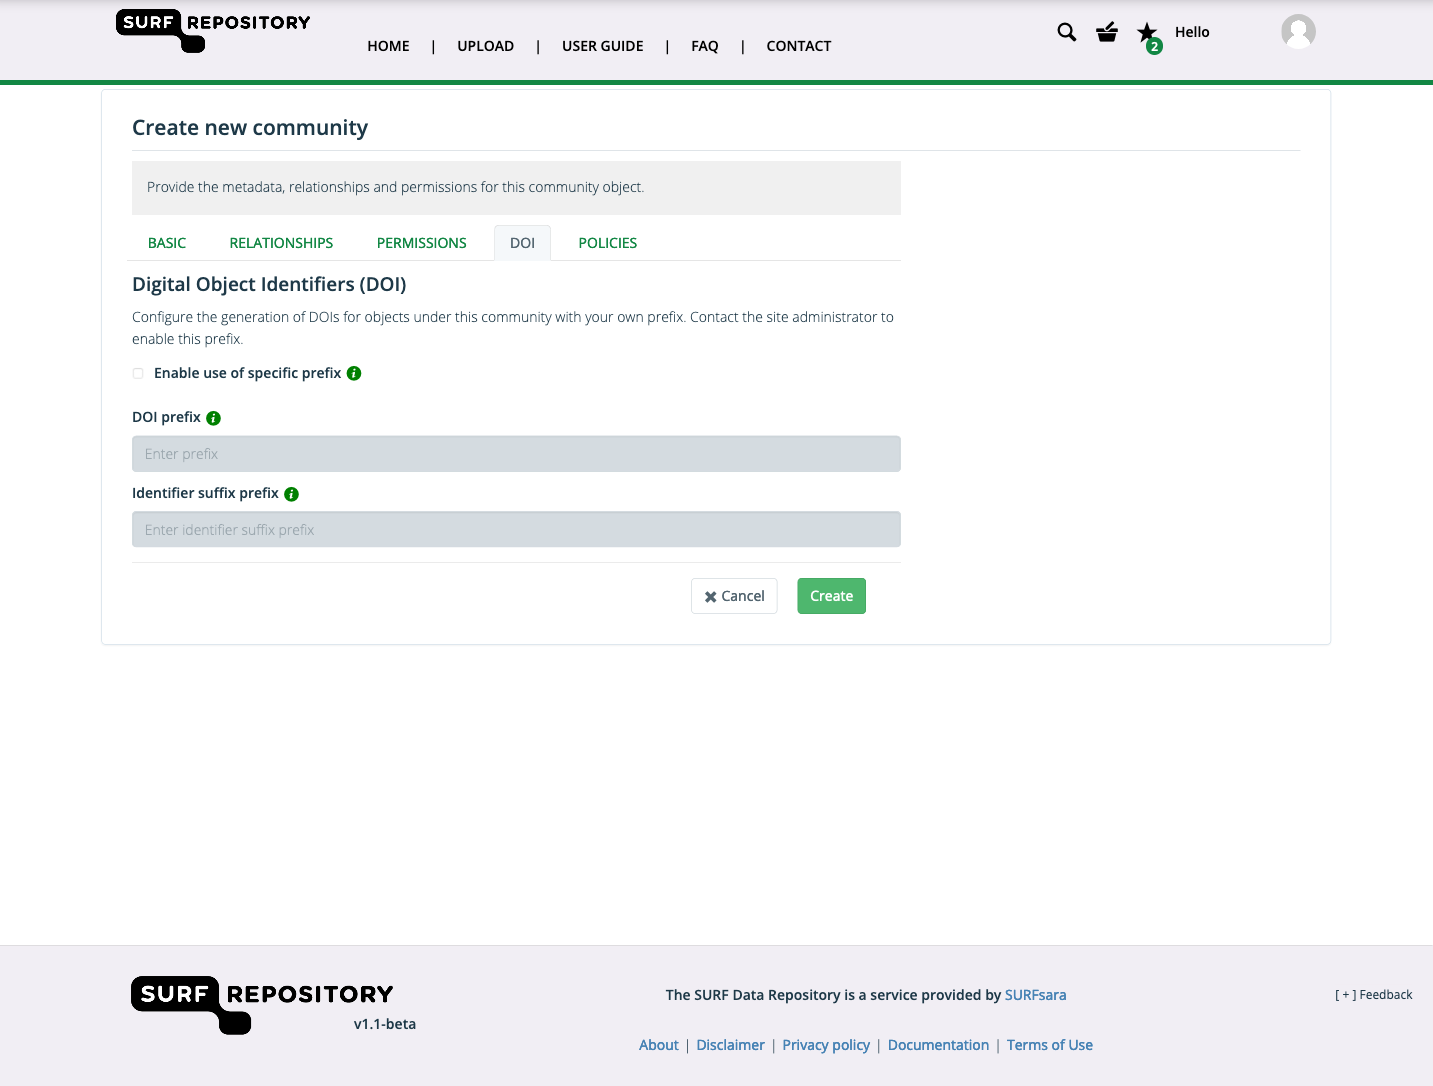 SURF REPOSITORY
HOME | UPLOAD | USER GUIDE | FAQ | CONTACT
2
Hello
Create new community
Provide the metadata, relationships and permissions for this community object.
BASIC RELATIONSHIPS PERMISSIONS DOI POLICIES
Digital Object Identifiers (DOI)
Configure the generation of DOIs for objects under this community with your own prefix. Contact the site administrator to
enable this prefix.
Enable use of specific prefix
DOI prefix
Enter prefix
Identifier suffix prefix
Enter identifier suffix prefix
Cancel Create
SURF REPOSITORY
v1.1-beta
The SURF Data Repository is a service provided by SURFsara
[ + ] Feedback
About | Disclaimer | Privacy policy | Documentation | Terms of Use